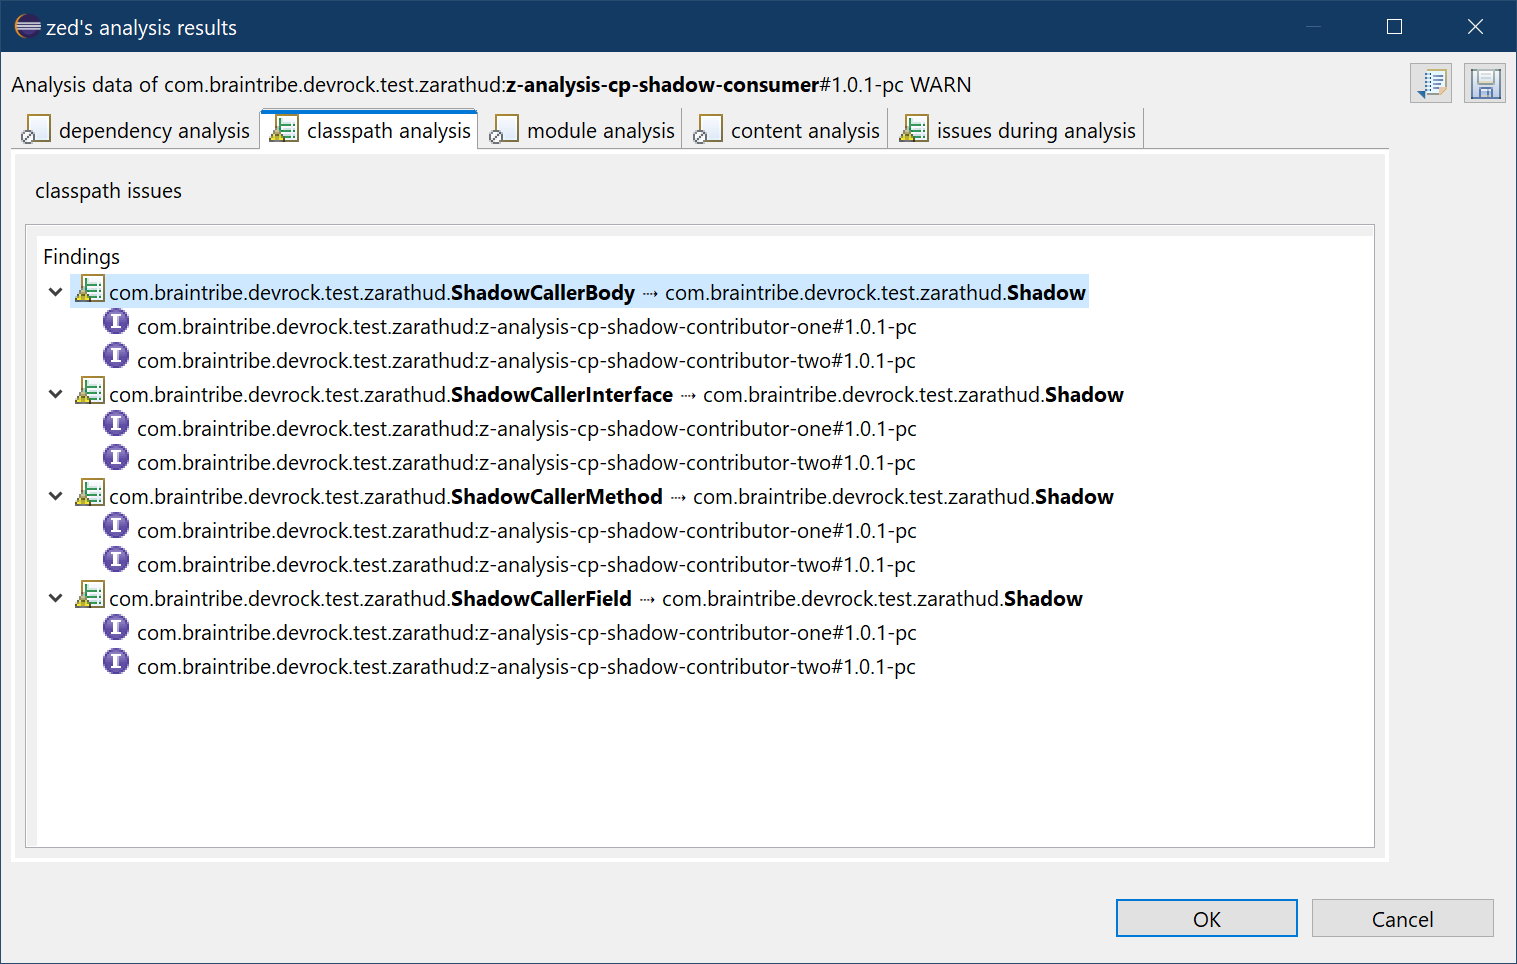 zed's analysis results
Analysis data of com.braintribe.devrock.test.zarathud:z-analysis-cp-shadow-consumer#1.0.1-pc WARN
dependency analysis classpath analysis module analysis content analysis issues during analysis
classpath issues
Findings
com.braintribe.devrock.test.zarathud.ShadowCallerBody ⤑ com.braintribe.devrock.test.zarathud.Shadow
I com.braintribe.devrock.test.zarathud:z-analysis-cp-shadow-contributor-one#1.0.1-pc
I com.braintribe.devrock.test.zarathud:z-analysis-cp-shadow-contributor-two#1.0.1-pc
com.braintribe.devrock.test.zarathud.ShadowCallerInterface ⤑ com.braintribe.devrock.test.zarathud.Shadow
I com.braintribe.devrock.test.zarathud:z-analysis-cp-shadow-contributor-one#1.0.1-pc
I com.braintribe.devrock.test.zarathud:z-analysis-cp-shadow-contributor-two#1.0.1-pc
com.braintribe.devrock.test.zarathud.ShadowCallerMethod ⤑ com.braintribe.devrock.test.zarathud.Shadow
I com.braintribe.devrock.test.zarathud:z-analysis-cp-shadow-contributor-one#1.0.1-pc
I com.braintribe.devrock.test.zarathud:z-analysis-cp-shadow-contributor-two#1.0.1-pc
com.braintribe.devrock.test.zarathud.ShadowCallerField ⤑ com.braintribe.devrock.test.zarathud.Shadow
I com.braintribe.devrock.test.zarathud:z-analysis-cp-shadow-contributor-one#1.0.1-pc
I com.braintribe.devrock.test.zarathud:z-analysis-cp-shadow-contributor-two#1.0.1-pc
OK Cancel